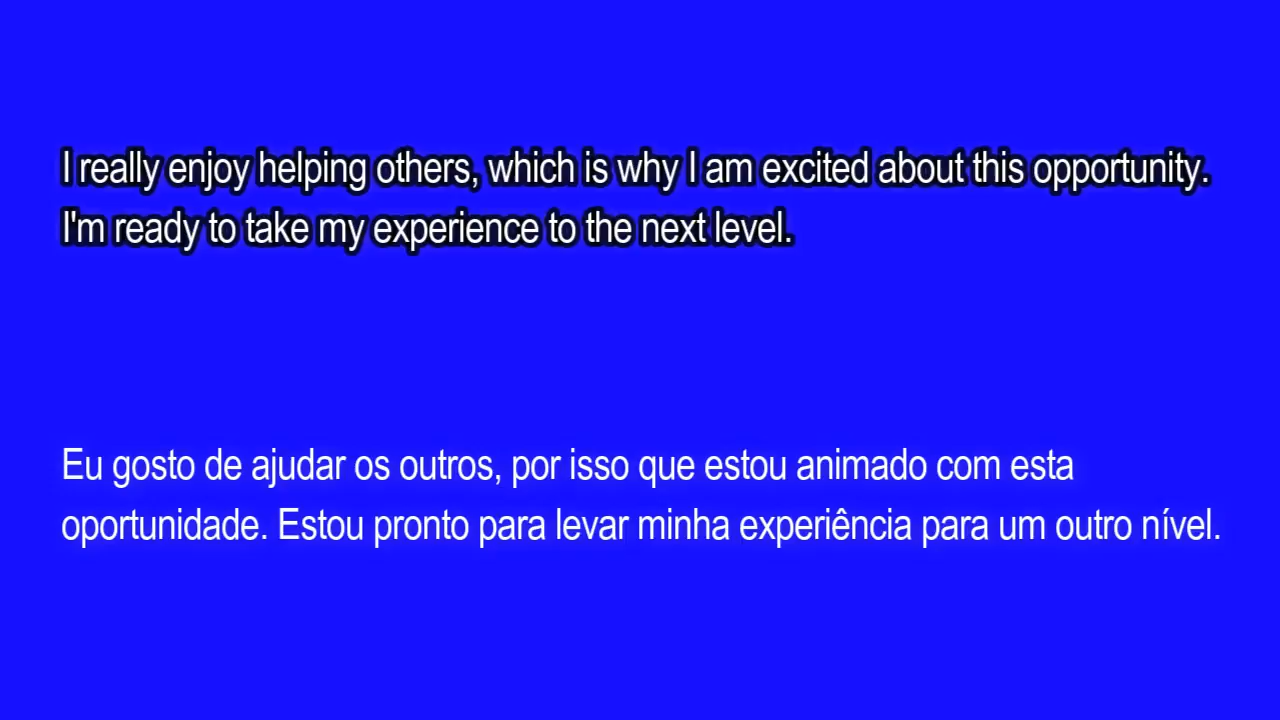 I really enjoy helping others, which is why I am excited about this opportunity.
I'm ready to take my experience to the next level.
Eu gosto de ajudar os outros, por isso que estou animado com esta
oportunidade. Estou pronto para levar minha experiência para um outro nível.